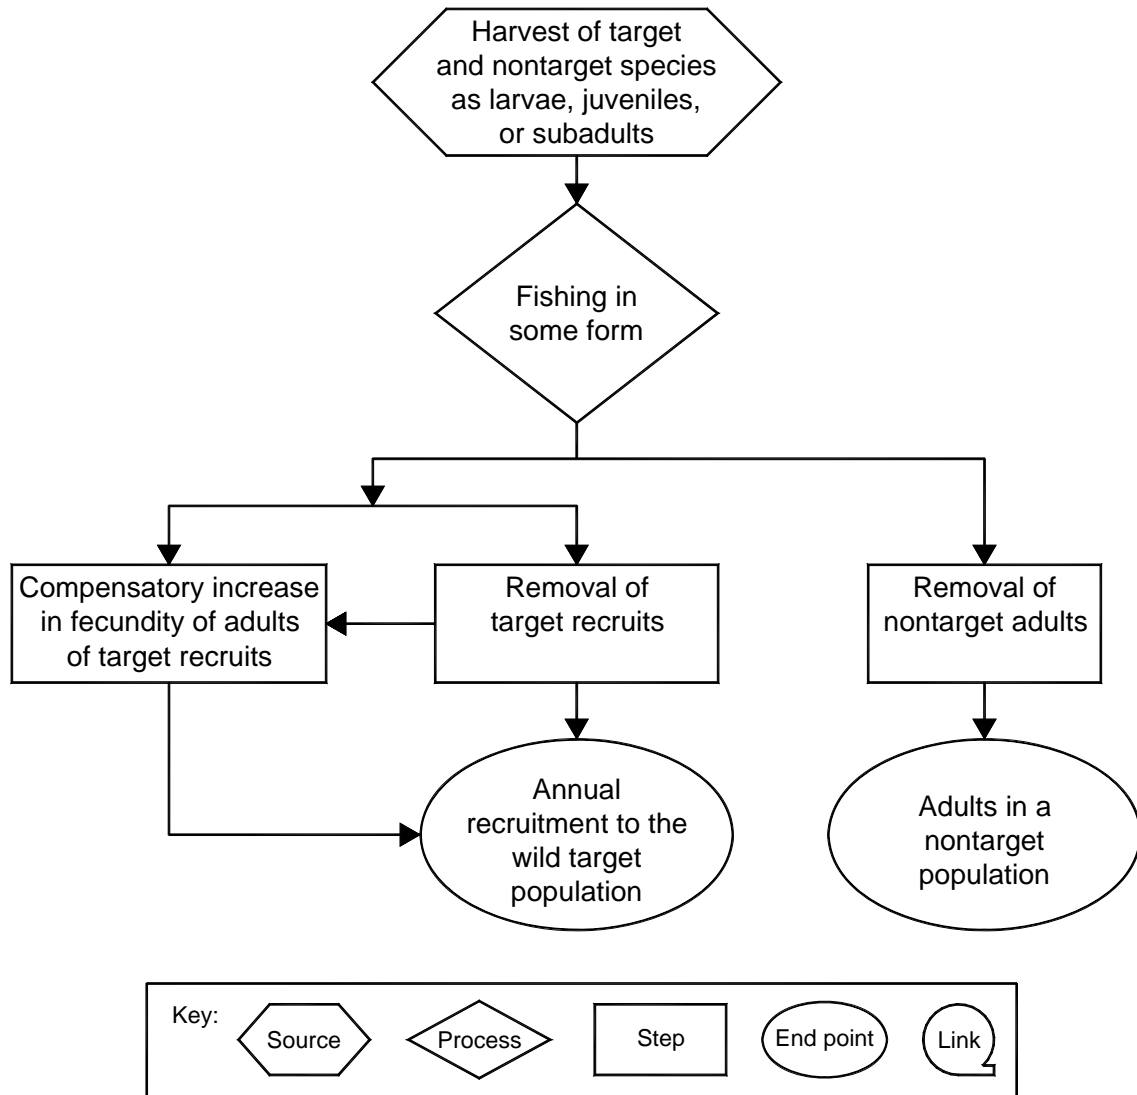 Harvest of target
and nontarget species
as larvae, juveniles,
or subadults
Fishing in
some form
Compensatory increase
in fecundity of adults
of target recruits
Removal of
target recruits
Removal of
nontarget adults
Annual
recruitment to the
wild target
population
Adults in a
nontarget
population
Key:
Source
Process
Step
End point
Link